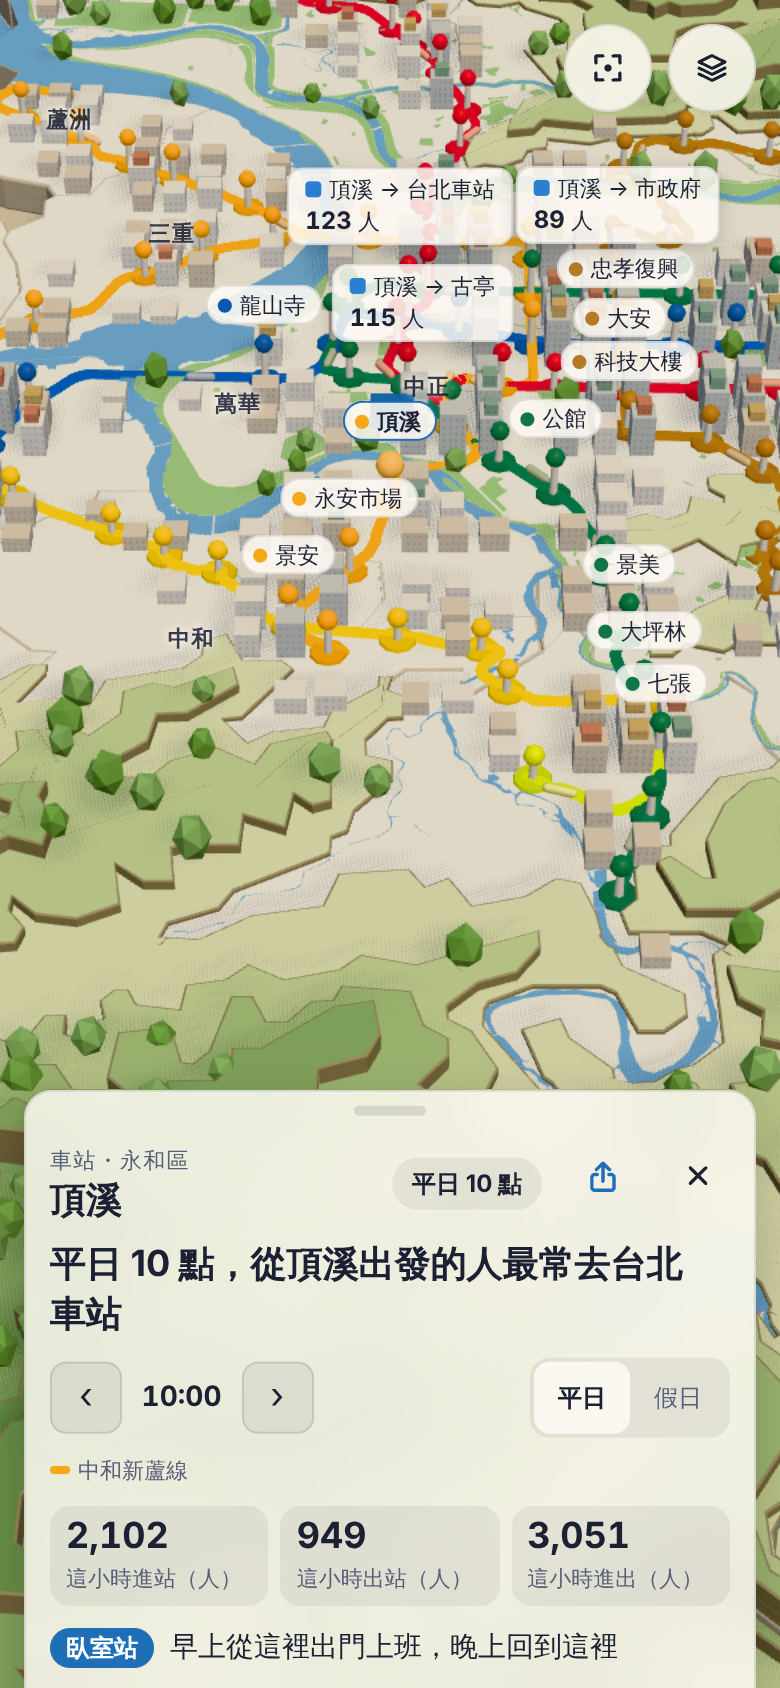 蘆洲
頂溪 → 台北車站
123 人
頂溪 → 市政府
89 人
三重
忠孝復興
頂溪 → 古亭
115 人
龍山寺
大安
科技大樓
中正
萬華
頂溪
公館
永安市場
景安
景美
大坪林
中和
七張
車站・永和區
頂溪
平日 10 點
平日 10 點，從頂溪出發的人最常去台北
車站
‹ 10:00 ›
平日 假日
中和新蘆線
2,102
這小時進站（人）
949
這小時出站（人）
3,051
這小時進出（人）
臥室站 早上從這裡出門上班，晚上回到這裡